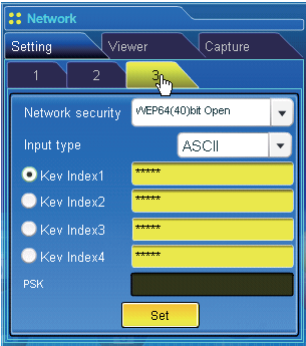 Network
Setting Viewer Capture
1 2 3
Network security WEP64(40)bit Open
Input type ASCII
Key Index1 *****
Key Index2 *****
Key Index3 *****
Key Index4 *****
PSK
Set